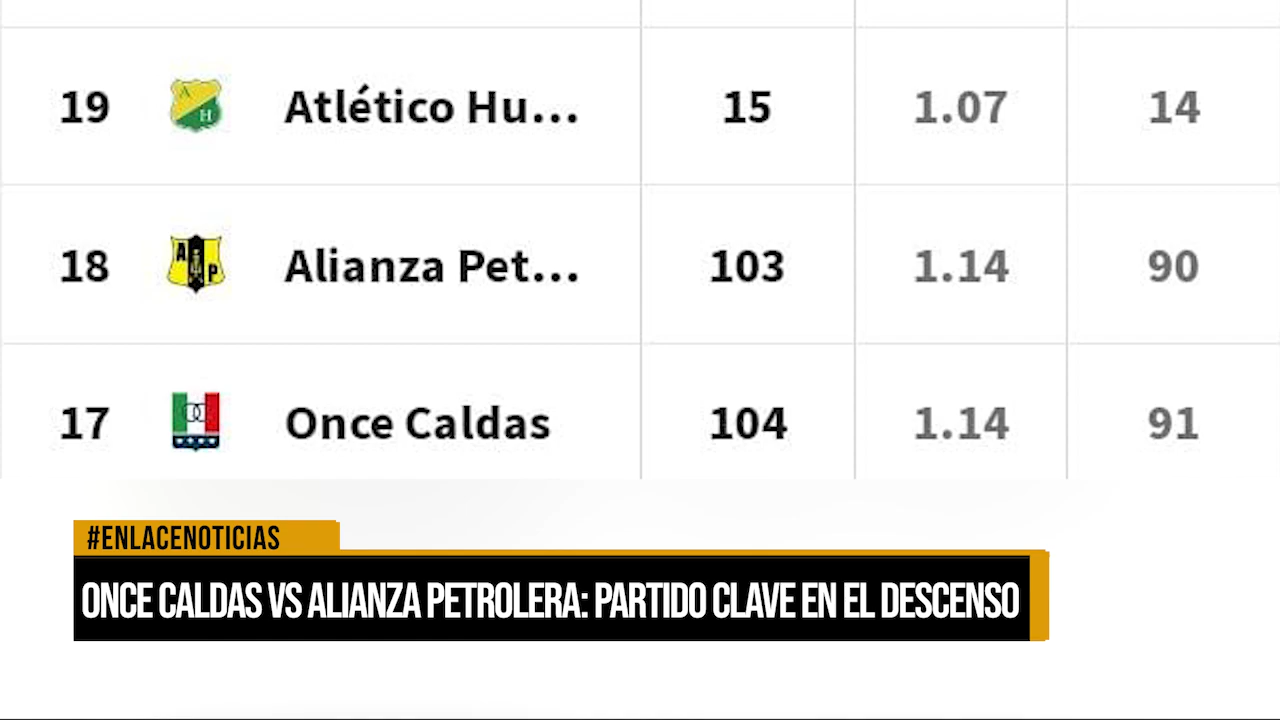 19 A H Atlético Hu... 15 1.07 14
18 A P Alianza Pet... 103 1.14 90
17 Once Caldas 104 1.14 91
#ENLACENOTICIAS
ONCE CALDAS VS ALIANZA PETROLERA: PARTIDO CLAVE EN EL DESCENSO